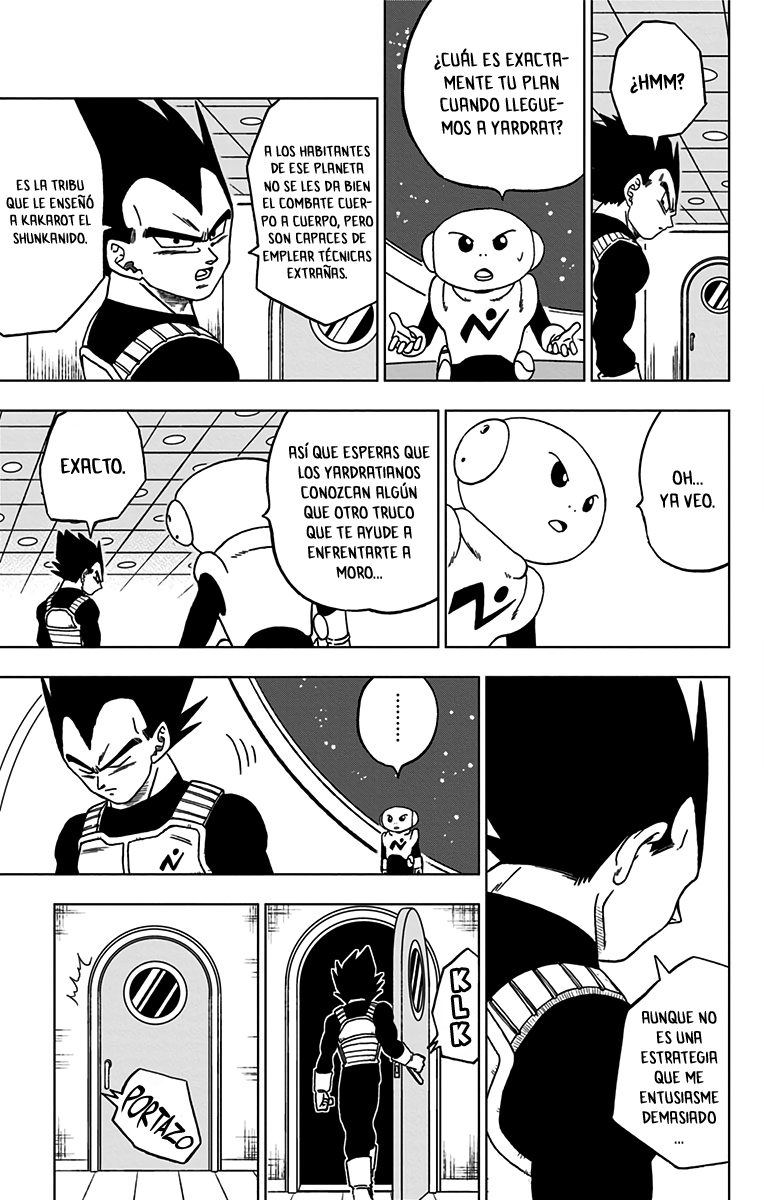 ¿HMM?
¿CUÁL ES EXACTA-
MENTE TU PLAN
CUANDO LLEGUE-
MOS A YARDRAT?
A LOS HABITANTES
DE ESE PLANETA
NO SE LES DA BIEN
EL COMBATE CUER-
PO A CUERPO, PERO
SON CAPACES DE
EMPLEAR TÉCNICAS
EXTRAÑAS.
ES LA TRIBU
QUE LE ENSEÑÓ
A KAKAROT EL
SHUNKANIDO.
OH...
YA VEO.
ASÍ QUE ESPERAS QUE
LOS YARDRATIANOS
CONOZCAN ALGÚN
QUE OTRO TRUCO
QUE TE AYUDE A
ENFRENTARTE A
MORO...
EXACTO.
AUNQUE NO
ES UNA
ESTRATEGIA
QUE ME
ENTUSIASME
DEMASIADO
...
.........
KLK
PORTAZO